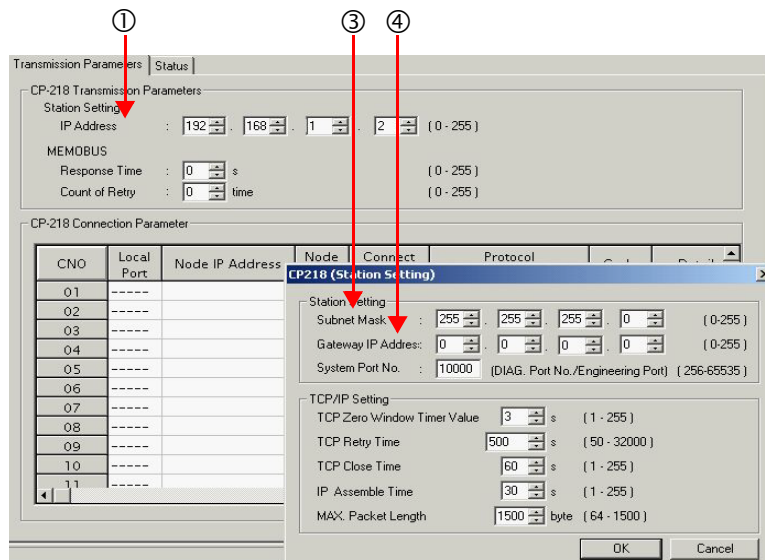 ① ③ ④
Transmission Parameters Status
CP-218 Transmission Parameters
Station Setting
IP Address : 192 . 168 . 1 . 2 ( 0 - 255 )
MEMOBUS
Response Time : 0 s ( 0 - 255 )
Count of Retry : 0 time ( 0 - 255 )
CP-218 Connection Parameter
CNO Local Port Node IP Address Node Connect Protocol
CP218 (Station Setting)
01 -----
02 -----
03 -----
04 -----
05 -----
06 -----
07 -----
08 -----
09 -----
10 -----
11 -----
Station Setting
Subnet Mask : 255 . 255 . 255 . 0 ( 0-255 )
Gateway IP Addres: 0 . 0 . 0 . 0 ( 0-255 )
System Port No. : 10000 (DIAG. Port No./Engineering Port) ( 256-65535 )
TCP/IP Setting
TCP Zero Window Timer Value 3 s ( 1 - 255 )
TCP Retry Time 500 s ( 50 - 32000 )
TCP Close Time 60 s ( 1 - 255 )
IP Assemble Time 30 s ( 1 - 255 )
MAX. Packet Length 1500 byte ( 64 - 1500 )
OK Cancel